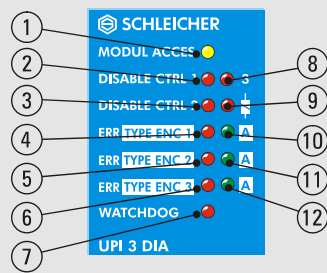 SCHLEICHER
1
MODUL ACCES
2
DISABLE CTRL 1
3
8
3
DISABLE CTRL 2
9
4
ERR TYPE ENC 1
A
10
5
ERR TYPE ENC 2
A
11
6
ERR TYPE ENC 3
A
12
7
WATCHDOG
UPI 3 DIA